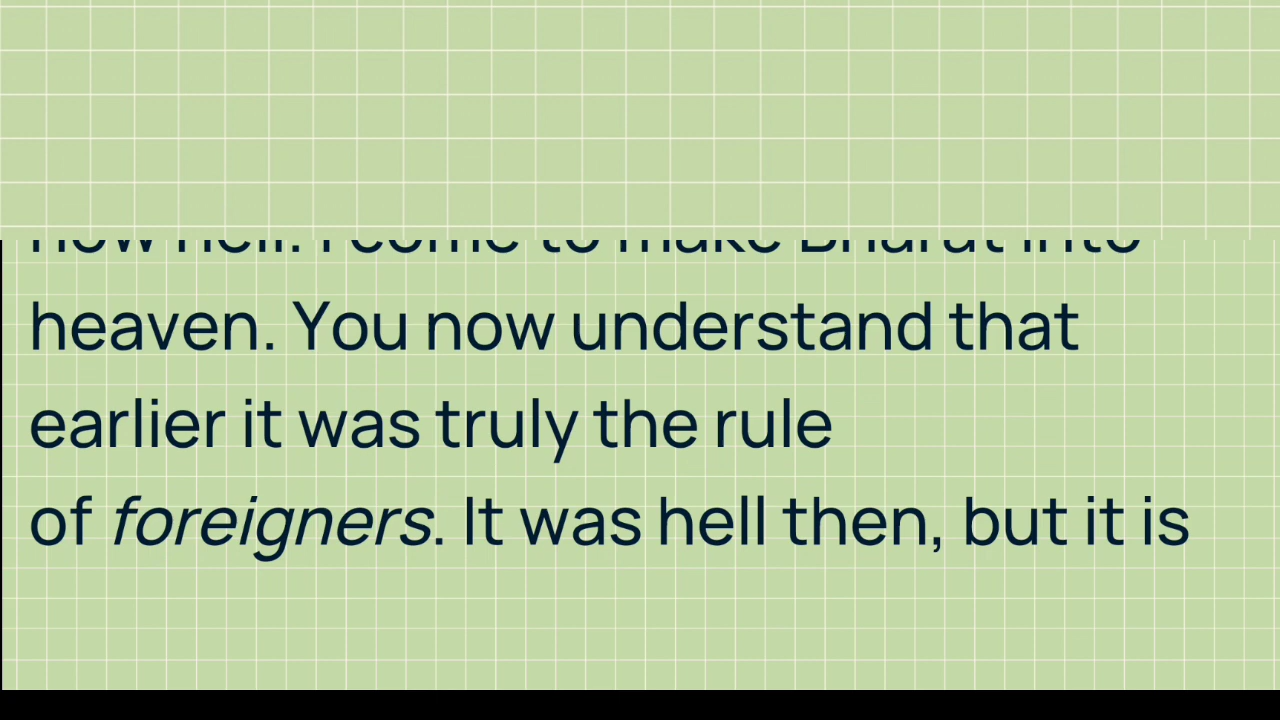 now hell. I come to make Bharat into
heaven. You now understand that
earlier it was truly the rule
of foreigners. It was hell then, but it is